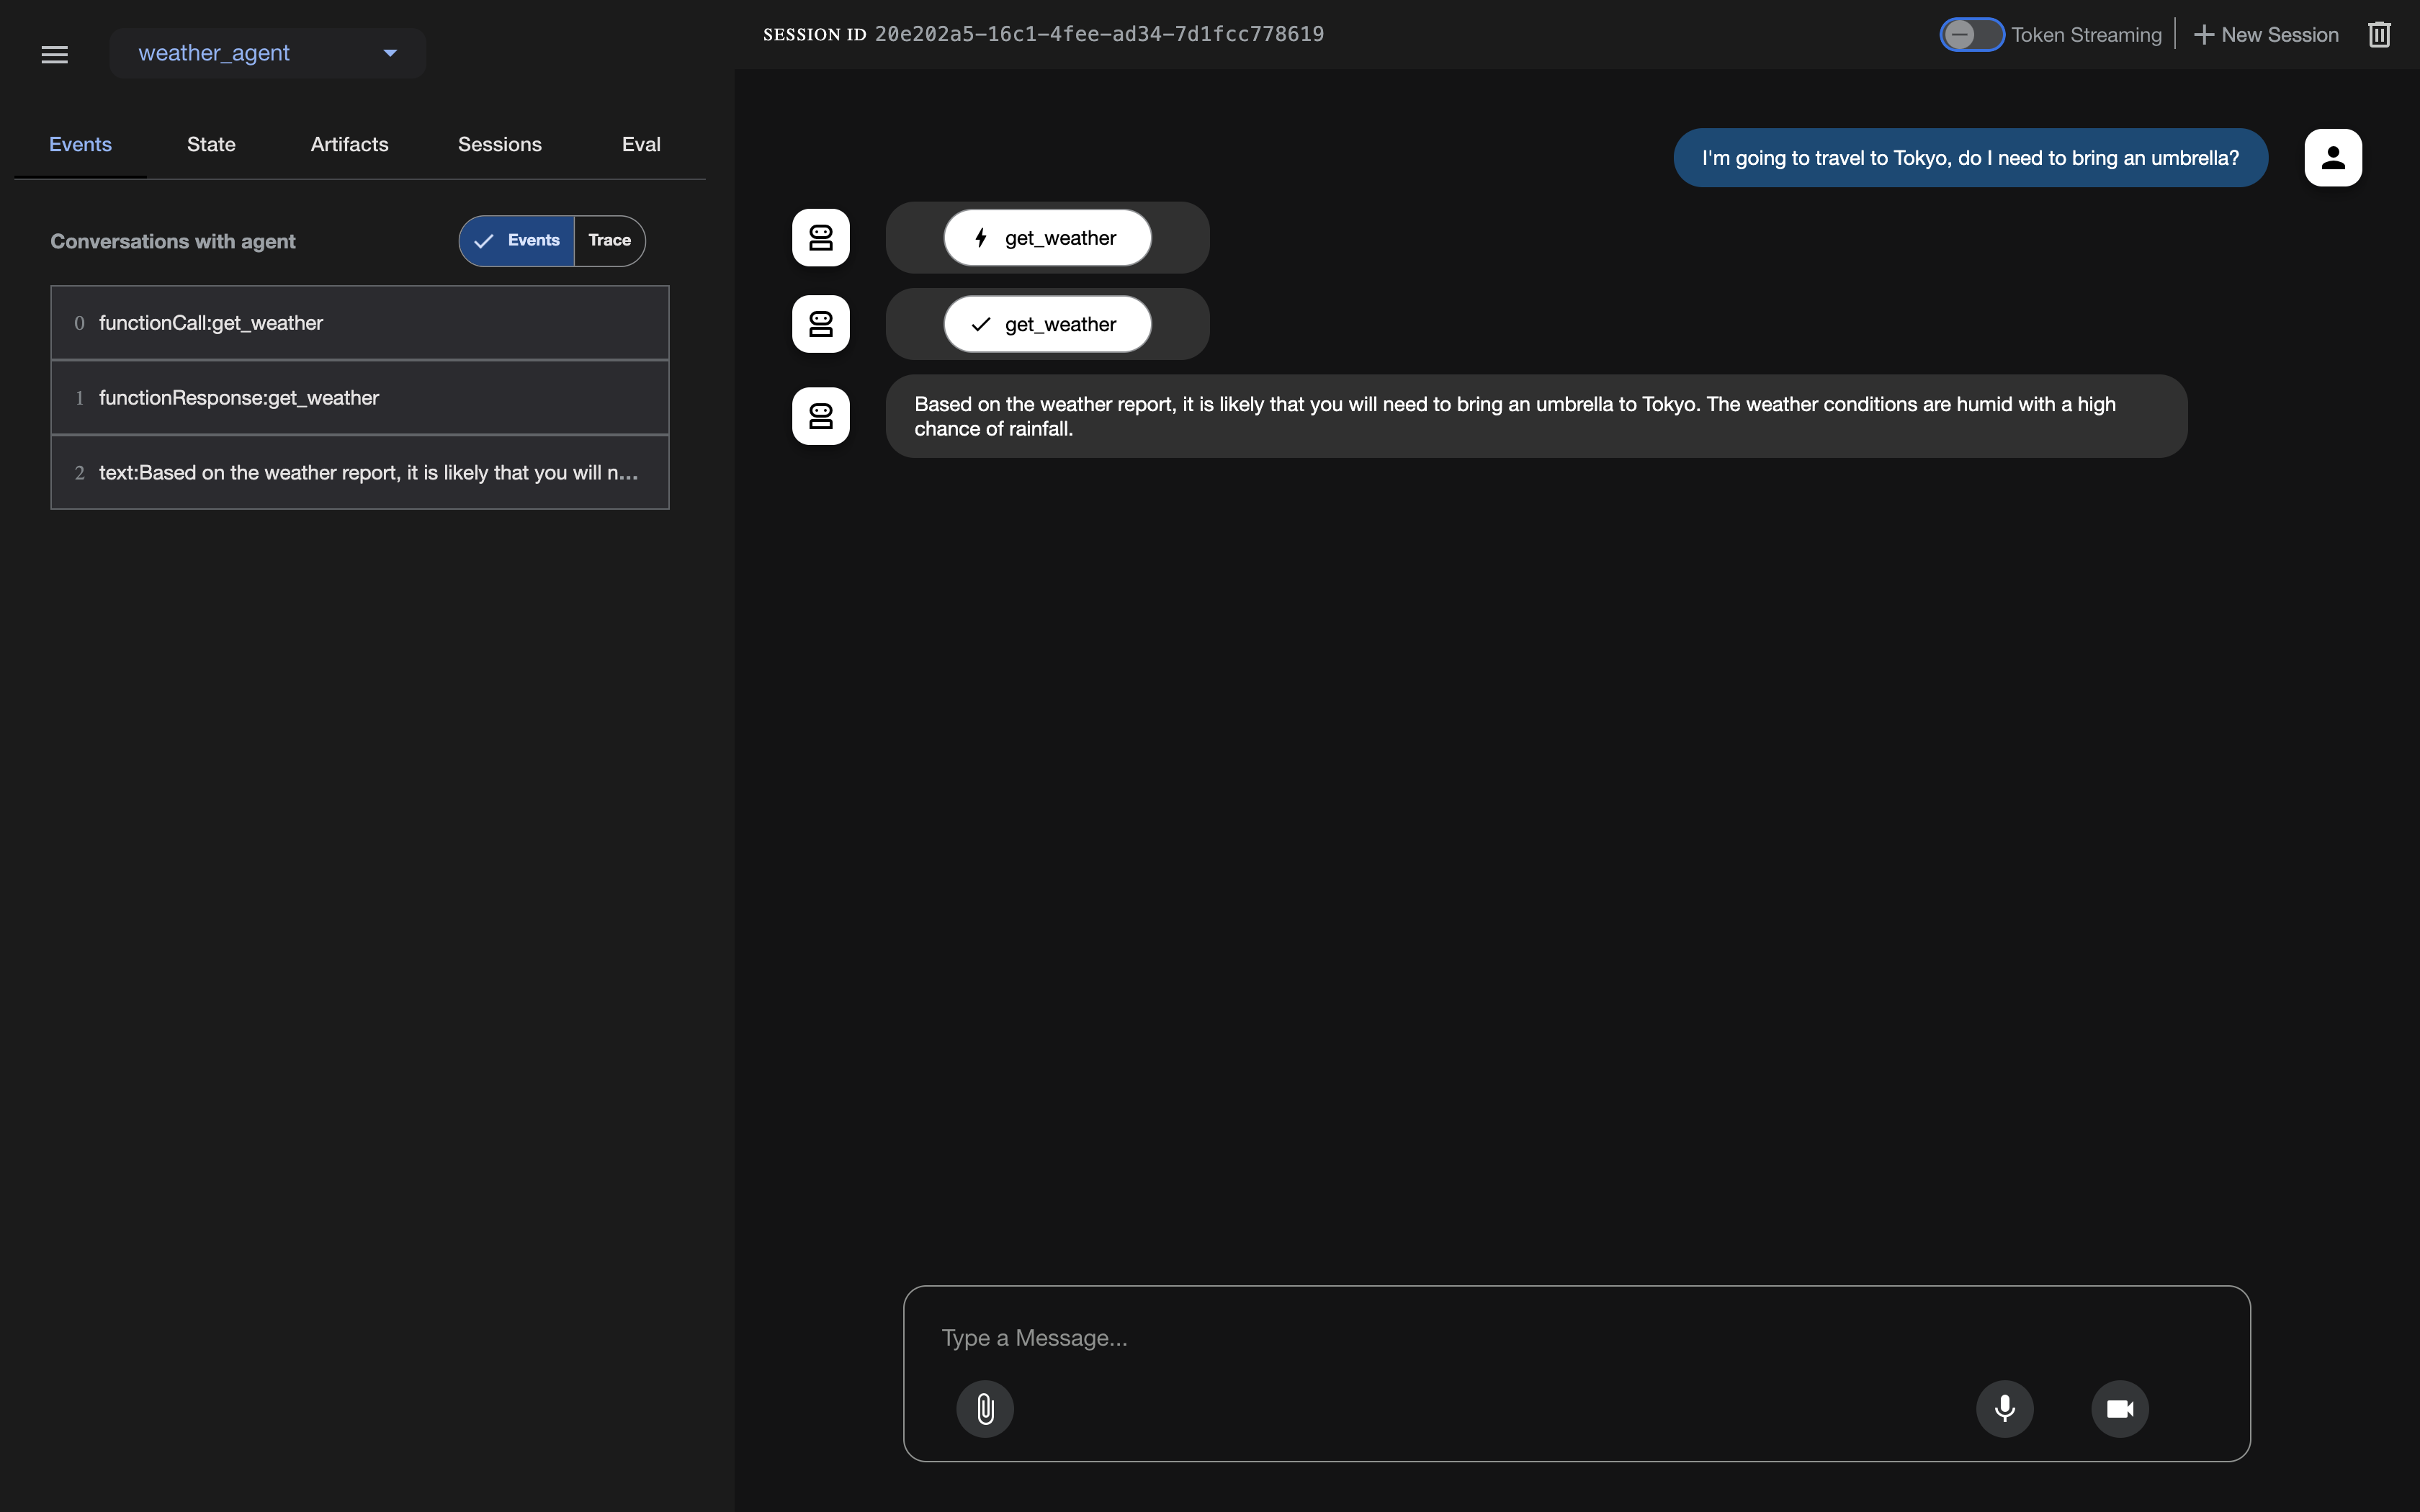 weather_agent
SESSION ID 20e202a5-16c1-4fee-ad34-7d1fcc778619
Token Streaming
New Session
Events
State
Artifacts
Sessions
Eval
Conversations with agent
Events
Trace
0 functionCall:get_weather
1 functionResponse:get_weather
2 text:Based on the weather report, it is likely that you will n...
I'm going to travel to Tokyo, do I need to bring an umbrella?
get_weather
get_weather
Based on the weather report, it is likely that you will need to bring an umbrella to Tokyo. The weather conditions are humid with a high
chance of rainfall.
Type a Message...